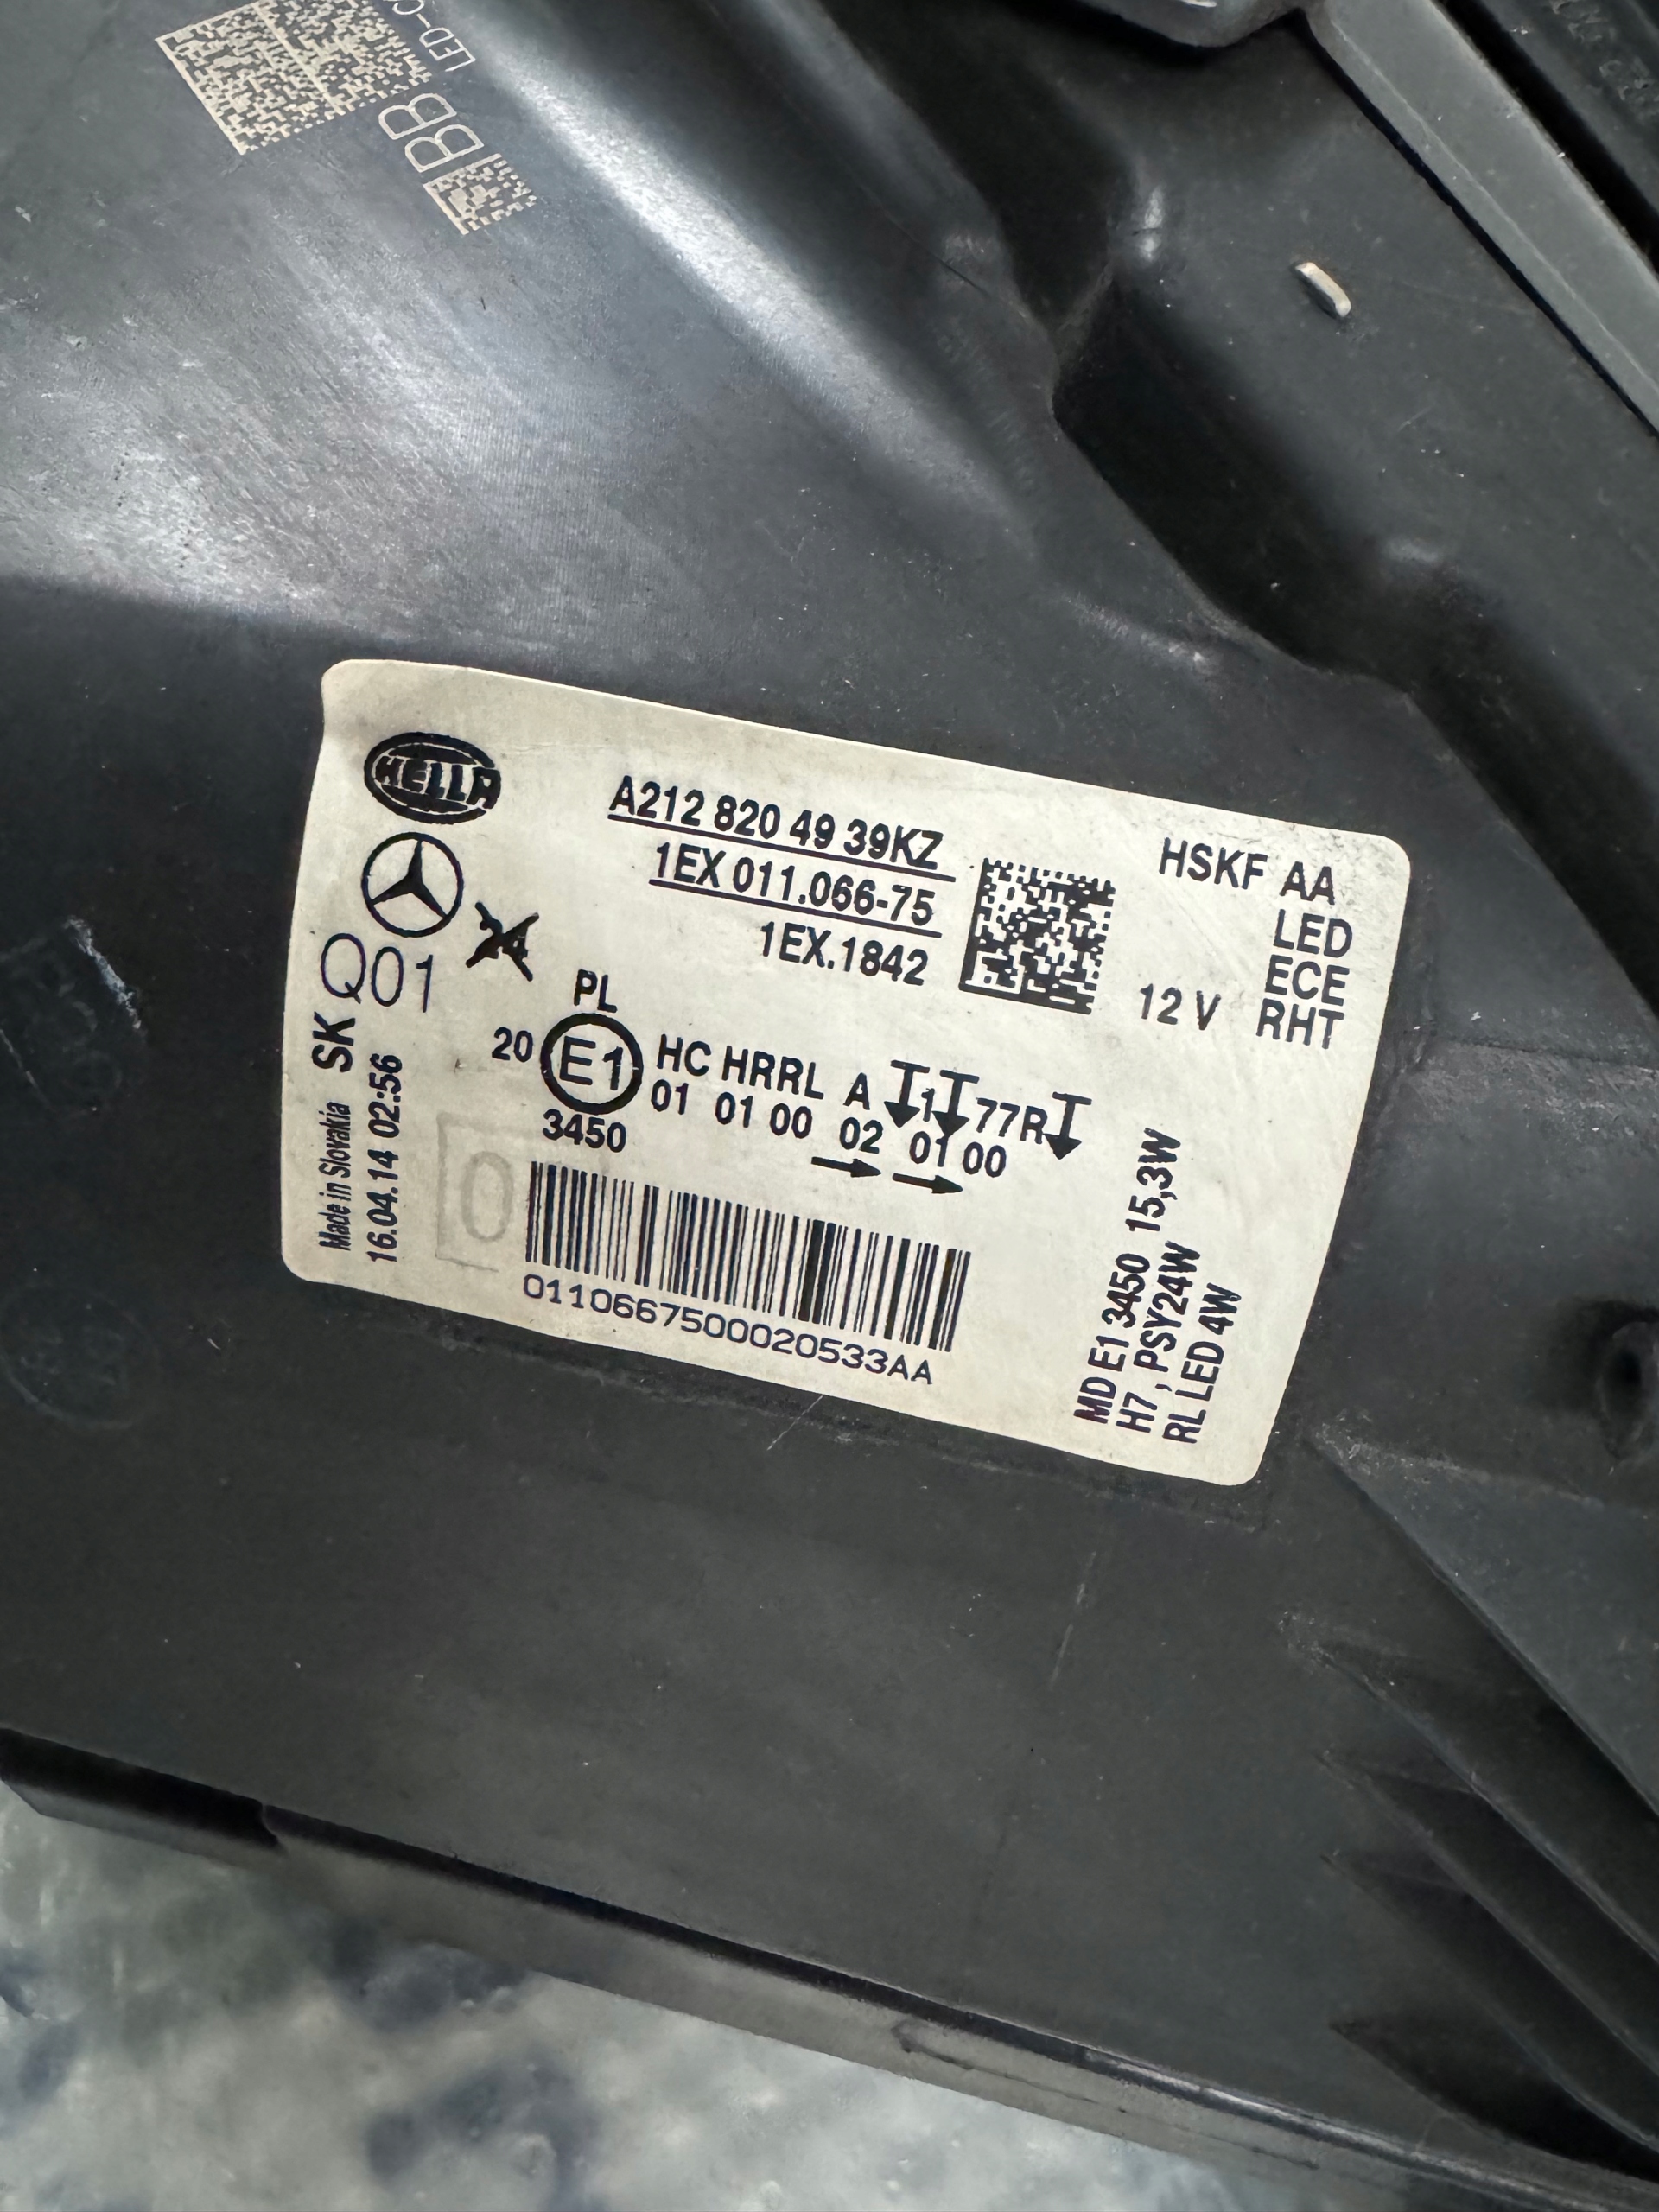 BB
HELLA
A212 820 49 39KZ
1EX 011.066-75
1EX.1842
HSKF AA
LED
ECE
12 V RHT
Q01
PL
20 E1 HC HRRL A 1 77R
01 01 00 02 01 00
3450
0
0110667500020533AA
Made in Slovakia SK
16.04.14 02:56
MD E1 3450 15,3W
H7 , PSY24W
RL LED 4W